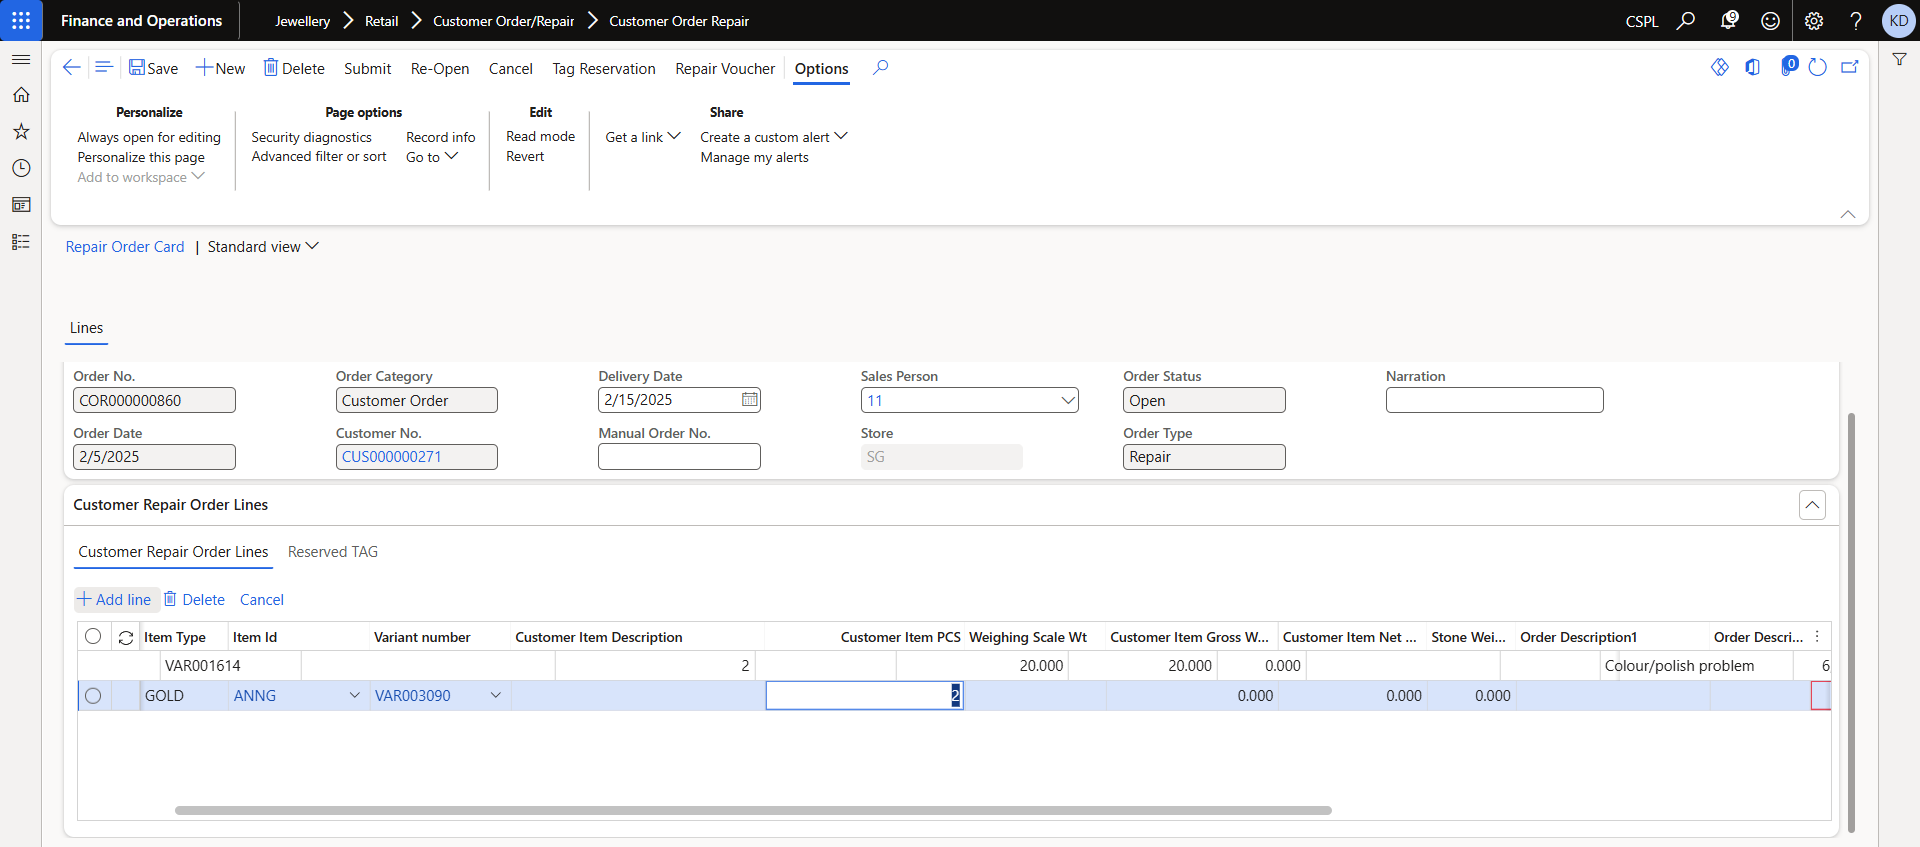 Finance and Operations
Jewellery
Retail
Customer Order/Repair
Customer Order Repair
CSPL
9
?
KD
Save
New
Delete
Submit
Re-Open
Cancel
Tag Reservation
Repair Voucher
Options
0
Personalize
Always open for editing
Personalize this page
Add to workspace
Page options
Security diagnostics
Advanced filter or sort
Record info
Go to
Edit
Read mode
Revert
Get a link
Share
Create a custom alert
Manage my alerts
Repair Order Card | Standard view
Lines
Order No.
COR000000860
Order Category
Customer Order
Delivery Date
2/15/2025
Sales Person
11
Order Status
Open
Narration
Order Date
2/5/2025
Customer No.
CUS000000271
Manual Order No.
Store
SG
Order Type
Repair
Customer Repair Order Lines
Customer Repair Order Lines
Reserved TAG
Add line
Delete
Cancel
Item Type Item Id Variant number Customer Item Description Customer Item PCS Weighing Scale Wt Customer Item Gross W... Customer Item Net ... Stone Wei... Order Description1 Order Descri...
VAR001614 2 20.000 20.000 0.000 Colour/polish problem 6
GOLD ANNG VAR003090 2 0.000 0.000 0.000